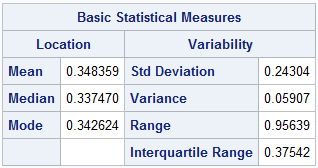 Basic Statistical Measures
Location Variability
Mean 0.348359 Std Deviation 0.24304
Median 0.337470 Variance 0.05907
Mode 0.342624 Range 0.95639
Interquartile Range 0.37542